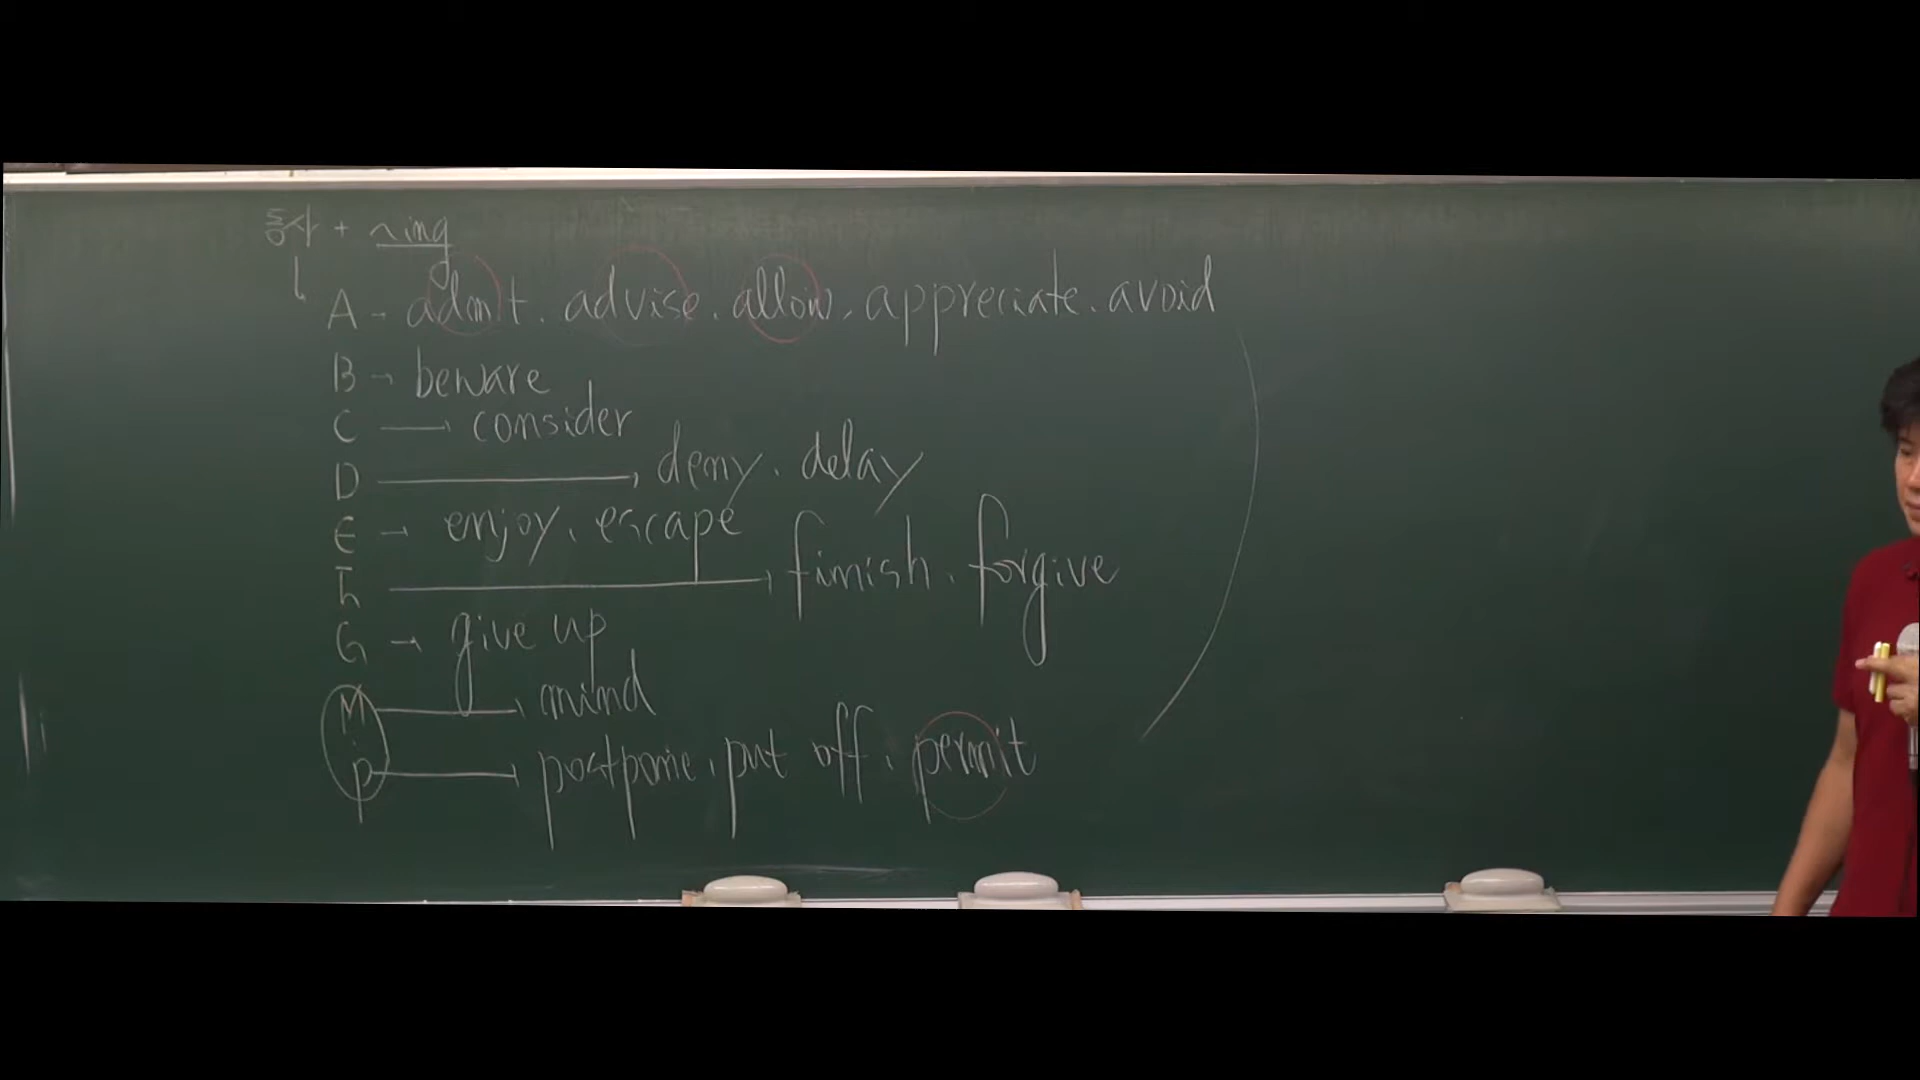 동사 + ~ing
A → admit. advise. allow, appreciate. avoid
B → beware
C → consider
D → deny. delay
E → enjoy. escape
F → finish. forgive
G → give up
M → mind
P → postpone. put off. permit